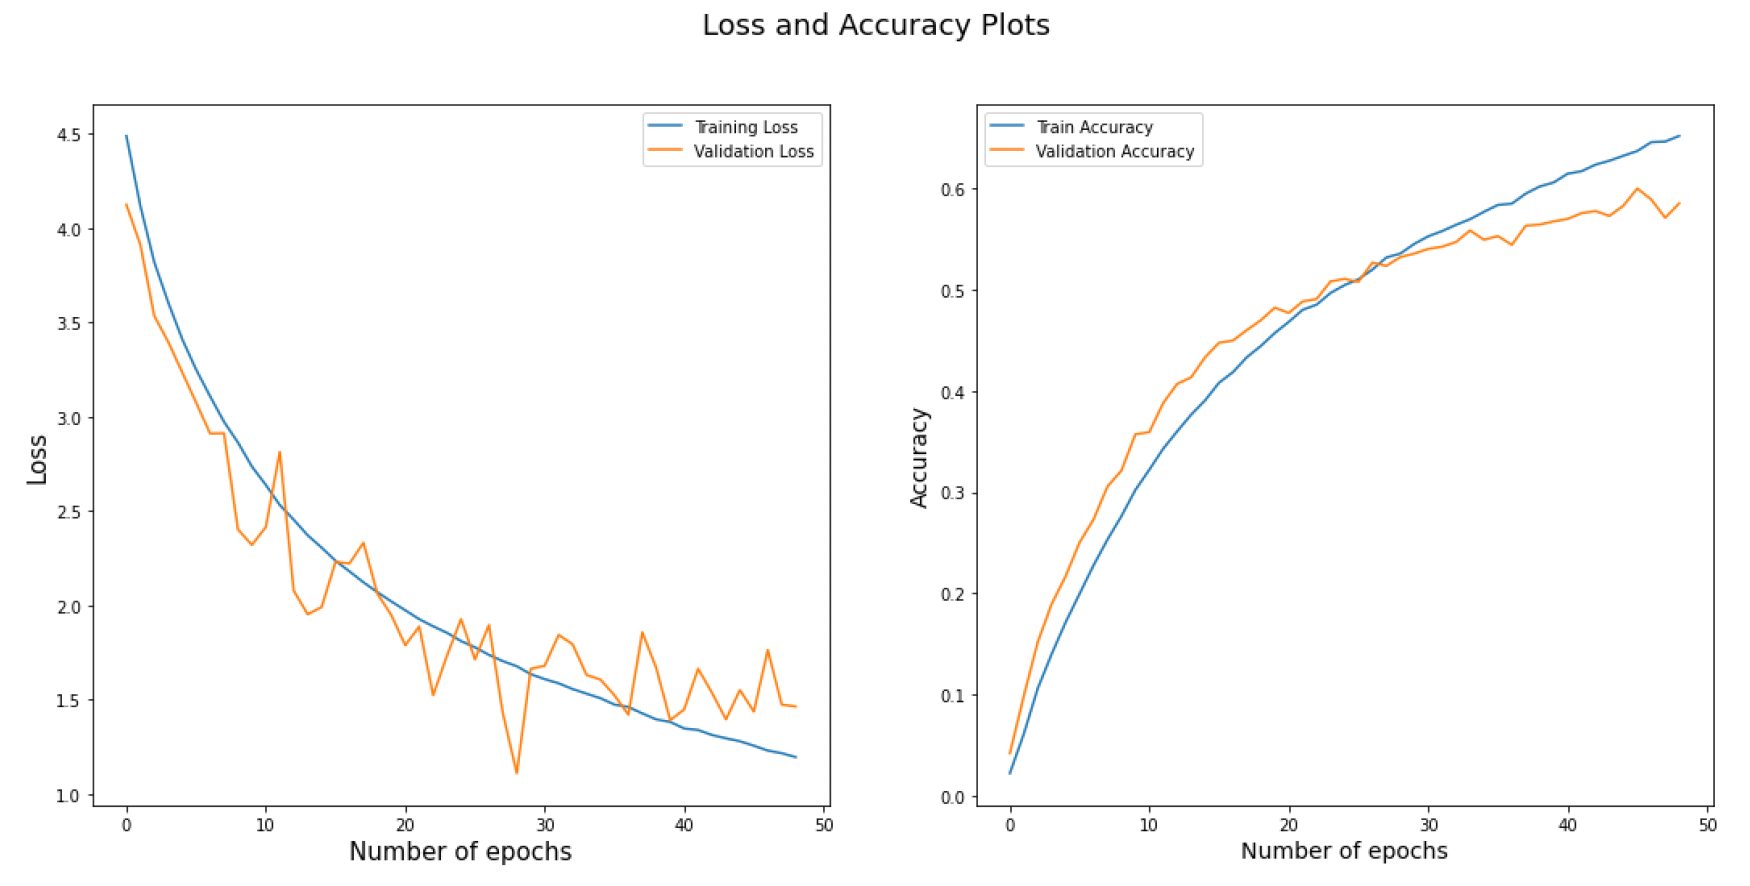 Loss and Accuracy Plots
Training Loss
Validation Loss
4.5
4.0
3.5
3.0
2.5
2.0
1.5
1.0
Loss
0 10 20 30 40 50
Number of epochs
Train Accuracy
Validation Accuracy
0.6
0.5
0.4
0.3
0.2
0.1
0.0
Accuracy
0 10 20 30 40 50
Number of epochs